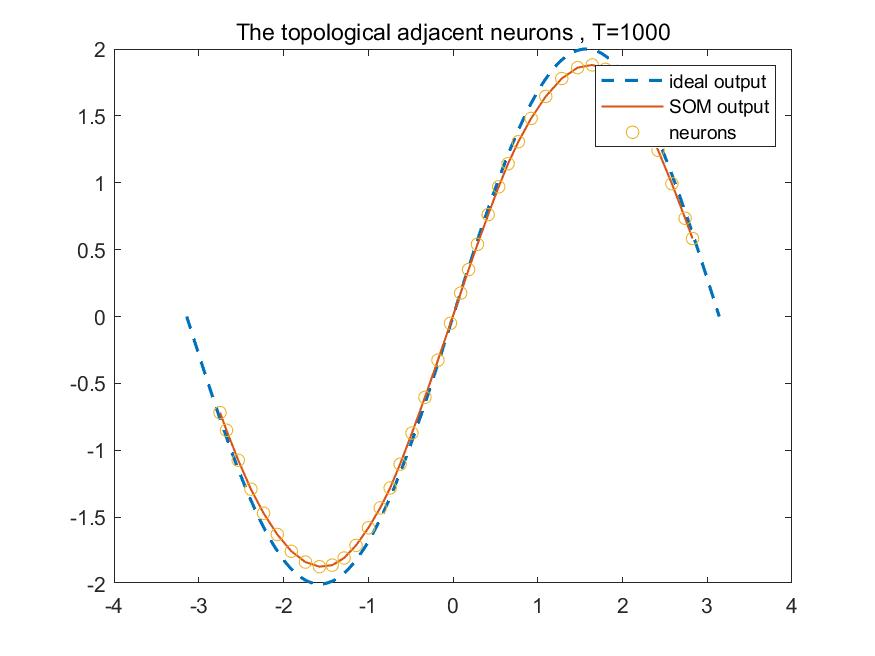 The topological adjacent neurons , T=1000
2
1.5
1
0.5
0
-0.5
-1
-1.5
-2
-4 -3 -2 -1 0 1 2 3 4
ideal output
SOM output
neurons